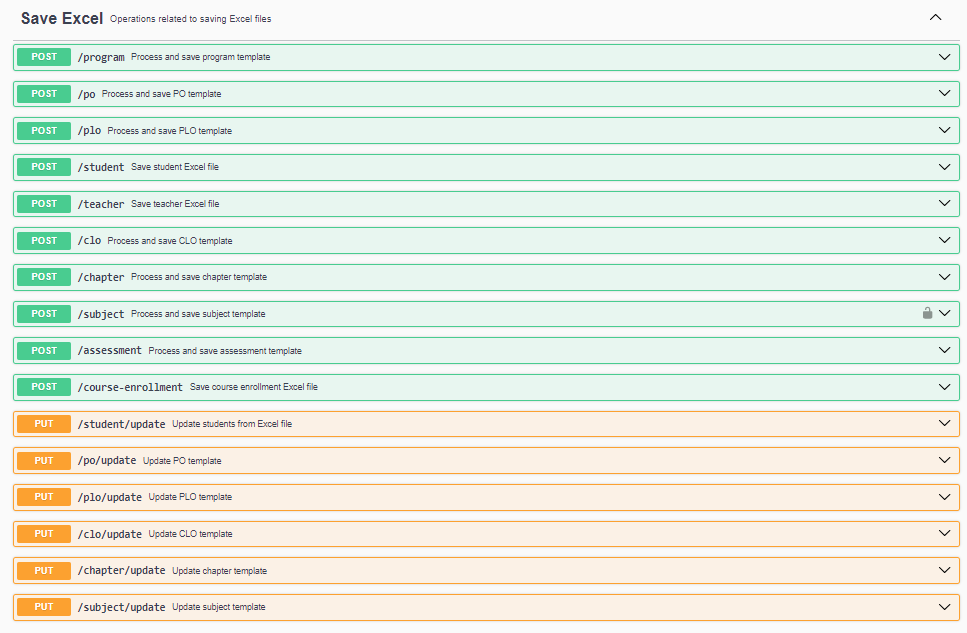 Save Excel Operations related to saving Excel files
POST /program Process and save program template
POST /po Process and save PO template
POST /plo Process and save PLO template
POST /student Save student Excel file
POST /teacher Save teacher Excel file
POST /clo Process and save CLO template
POST /chapter Process and save chapter template
POST /subject Process and save subject template
POST /assessment Process and save assessment template
POST /course-enrollment Save course enrollment Excel file
PUT /student/update Update students from Excel file
PUT /po/update Update PO template
PUT /plo/update Update PLO template
PUT /clo/update Update CLO template
PUT /chapter/update Update chapter template
PUT /subject/update Update subject template